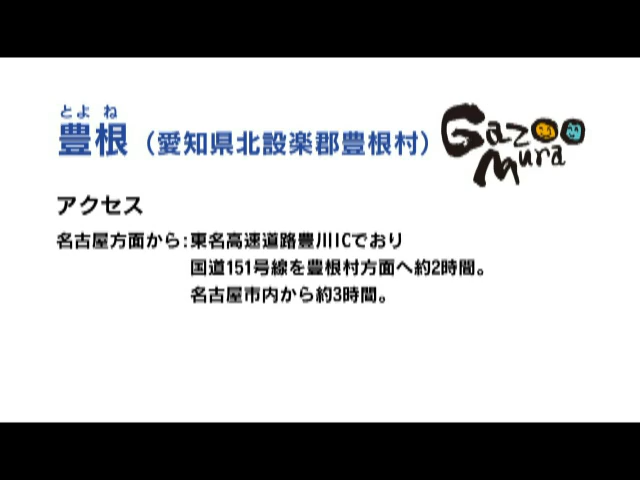 とよ ね
豊根（愛知県北設楽郡豊根村）
Gazoo
Mura
アクセス
名古屋方面から：東名高速道路豊川ICでおり
国道151号線を豊根村方面へ約2時間。
名古屋市内から約3時間。